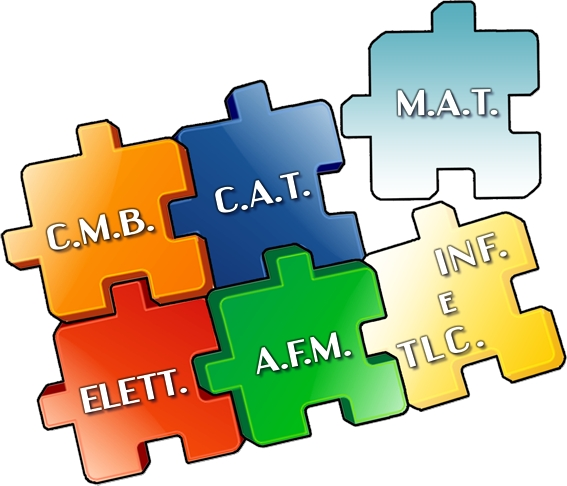 M.A.T.
C.M.B.
C.A.T.
INF.
E
TLC.
ELETT.
A.F.M.